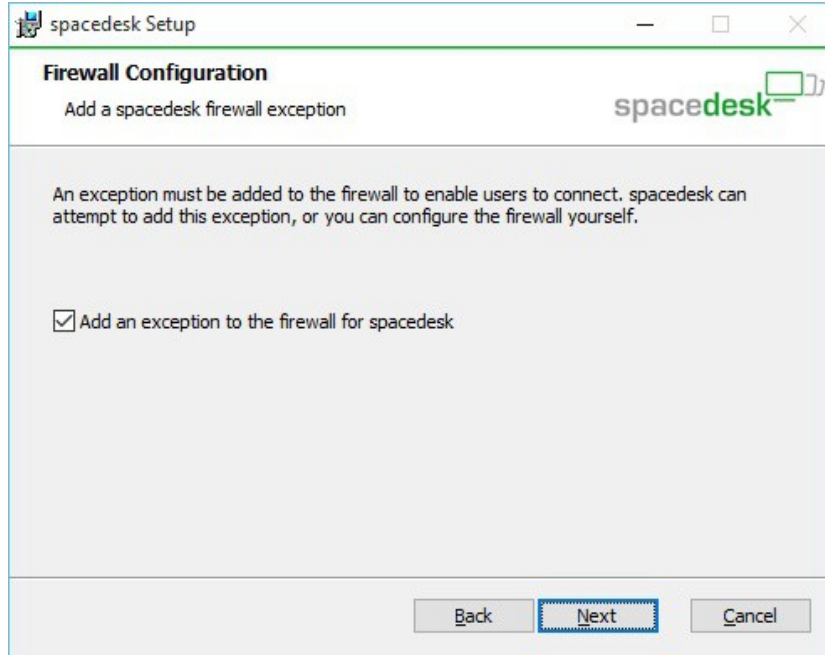 spacedesk Setup
Firewall Configuration
Add a spacedesk firewall exception
spacedesk
An exception must be added to the firewall to enable users to connect. spacedesk can
attempt to add this exception, or you can configure the firewall yourself.
Add an exception to the firewall for spacedesk
Back Next Cancel